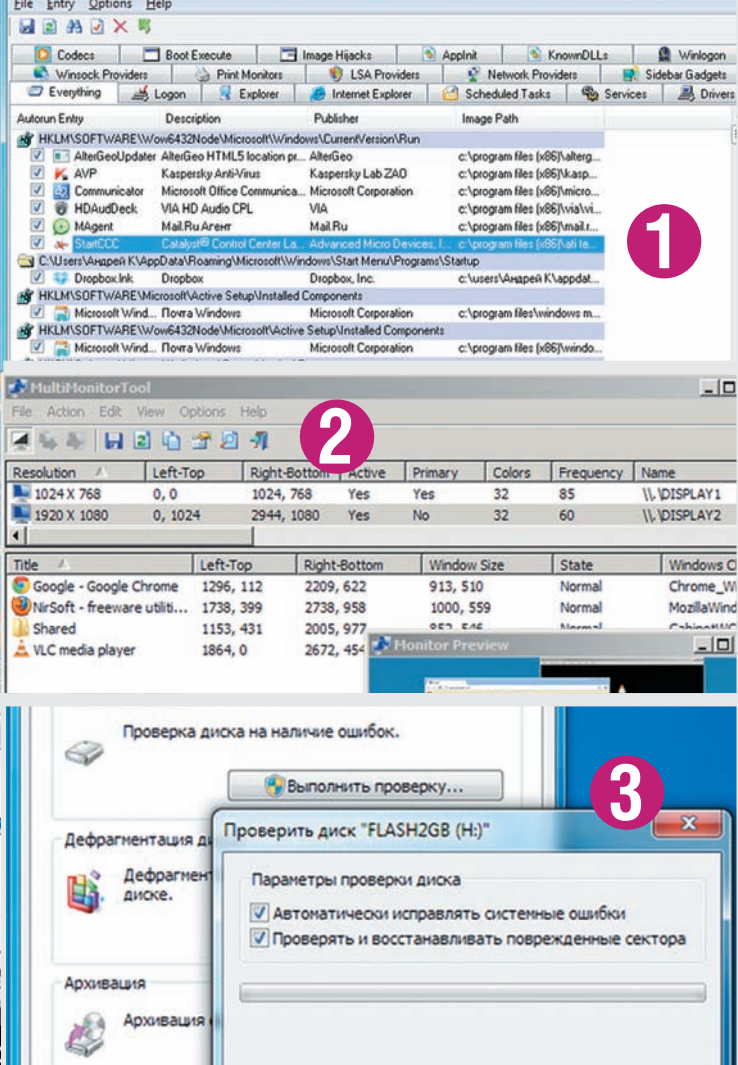 File Entry Options Help
Codecs Boot Execute Image Hijacks AppInit KnownDLLs Winlogon
Winsock Providers Print Monitors LSA Providers Network Providers Sidebar Gadgets
Everything Logon Explorer Internet Explorer Scheduled Tasks Services Drivers
Autorun Entry Description Publisher Image Path
HKLM\SOFTWARE\Wow6432Node\Microsoft\Windows\CurrentVersion\Run
AlterGeoUpdater AlterGeo HTML5 location pr... AlterGeo c:\program files (x86)\alterg...
AVP Kaspersky Anti-Virus Kaspersky Lab ZAO c:\program files (x86)\kasp...
Communicator Microsoft Office Communica... Microsoft Corporation c:\program files (x86)\micro...
HDAudDeck VIA HD Audio CPL VIA c:\program files (x86)\via\vi...
MAgent Mail.Ru Агент Mail.Ru c:\program files (x86)\mail.r...
StartCCC Catalyst® Control Center La... Advanced Micro Devices, I... c:\program files (x86)\ati te...
1
C:\Users\Андрей K\AppData\Roaming\Microsoft\Windows\Start Menu\Programs\Startup
Dropbox.lnk Dropbox Dropbox, Inc. c:\users\Андрей K\appdat...
HKLM\SOFTWARE\Microsoft\Active Setup\Installed Components
Microsoft Wind... Почта Windows Microsoft Corporation c:\program files\windows m...
HKLM\SOFTWARE\Wow6432Node\Microsoft\Active Setup\Installed Components
Microsoft Wind... Почта Windows Microsoft Corporation c:\program files (x86)\windo...
MultiMonitorTool
File Action Edit View Options Help
2
Resolution Left-Top Right-Bottom Active Primary Colors Frequency Name
1024 X 768 0, 0 1024, 768 Yes Yes 32 85 \\.\DISPLAY1
1920 X 1080 0, 1024 2944, 1080 Yes No 32 60 \\.\DISPLAY2
Title Left-Top Right-Bottom Window Size State Windows C
Google - Google Chrome 1296, 112 2209, 622 913, 510 Normal Chrome_Wi
NirSoft - freeware utiliti... 1738, 399 2738, 958 1000, 559 Normal MozillaWind
Shared 1153, 431 2005, 977 852, 546 Normal
VLC media player 1864, 0 2672, 454
Monitor Preview
Проверка диска на наличие ошибок.
Выполнить проверку...
3
Проверить диск "FLASH2GB (H:)"
Дефрагментация ди
Дефрагмен
диске.
Параметры проверки диска
Автоматически исправлять системные ошибки
Проверять и восстанавливать поврежденные сектора
Архивация
Архивация